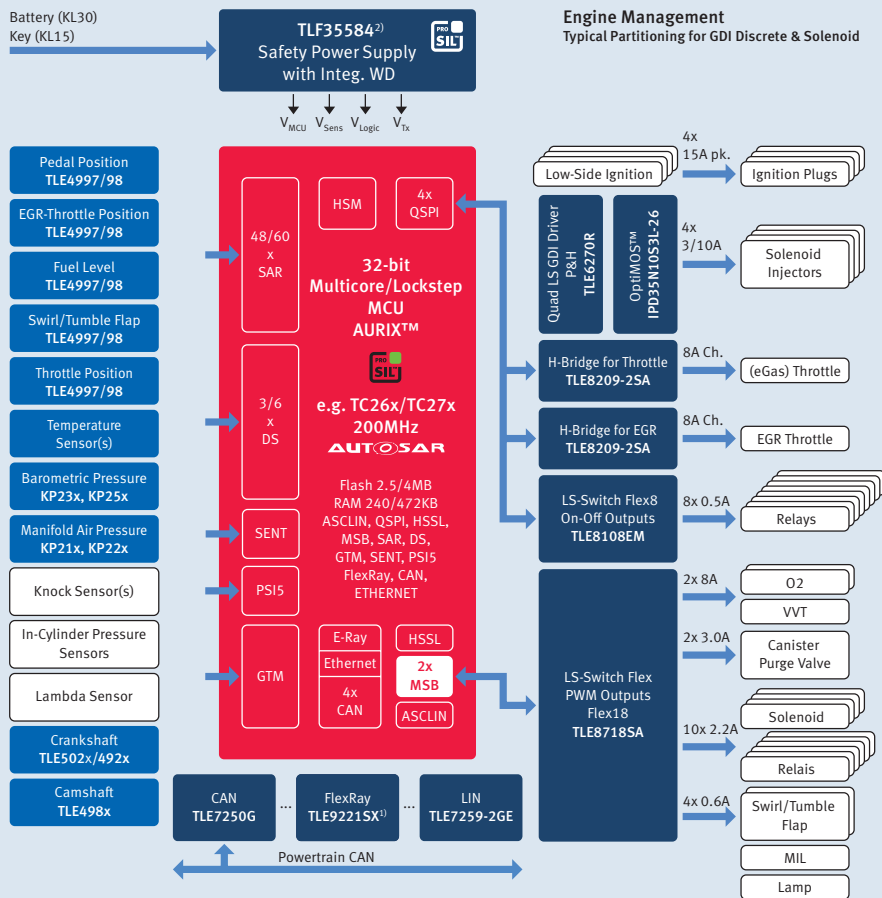 Battery (KL30)
Key (KL15)
TLF35584²⁾
Safety Power Supply
with Integ. WD
PRO
SIL™
Engine Management
Typical Partitioning for GDI Discrete & Solenoid
V_MCU V_Sens V_Logic V_Tx
Pedal Position
TLE4997/98
EGR-Throttle Position
TLE4997/98
Fuel Level
TLE4997/98
Swirl/Tumble Flap
TLE4997/98
Throttle Position
TLE4997/98
Temperature
Sensor(s)
Barometric Pressure
KP23x, KP25x
Manifold Air Pressure
KP21x, KP22x
Knock Sensor(s)
In-Cylinder Pressure
Sensors
Lambda Sensor
Crankshaft
TLE502x/492x
Camshaft
TLE498x
48/60
x
SAR
3/6
x
DS
SENT
PSI5
GTM
HSM
4x
QSPI
32-bit
Multicore/Lockstep
MCU
AURIX™
PRO
SIL™
e.g. TC26x/TC27x
200MHz
AUTOSAR
Flash 2.5/4MB
RAM 240/472KB
ASCLIN, QSPI, HSSL,
MSB, SAR, DS,
GTM, SENT, PSI5
FlexRay, CAN,
ETHERNET
E-Ray
Ethernet
4x
CAN
HSSL
2x
MSB
ASCLIN
CAN
TLE7250G
...
FlexRay
TLE9221SX¹⁾
...
LIN
TLE7259-2GE
Powertrain CAN
Low-Side Ignition
4x
15A pk.
Ignition Plugs
Quad LS GDI Driver
P&H
TLE6270R
OptiMOS™
IPD35N10S3L-26
4x
3/10A
Solenoid
Injectors
H-Bridge for Throttle
TLE8209-2SA
8A Ch.
(eGas) Throttle
H-Bridge for EGR
TLE8209-2SA
8A Ch.
EGR Throttle
LS-Switch Flex8
On-Off Outputs
TLE8108EM
8x 0.5A
Relays
LS-Switch Flex
PWM Outputs
Flex18
TLE8718SA
2x 8A
O2
VVT
2x 3.0A
Canister
Purge Valve
10x 2.2A
Solenoid
Relais
4x 0.6A
Swirl/Tumble
Flap
MIL
Lamp